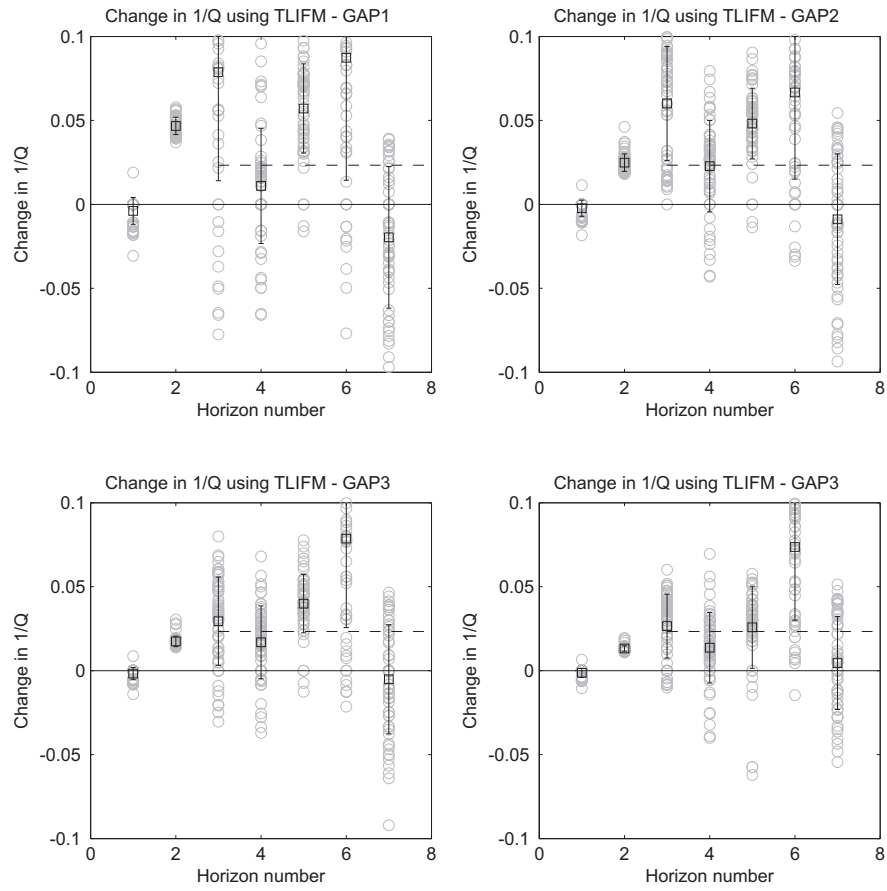 Change in 1/Q using TLIFM - GAP1
0.1
0.05
0
-0.05
-0.1
Change in 1/Q
0 2 4 6 8
Horizon number
Change in 1/Q using TLIFM - GAP2
0.1
0.05
0
-0.05
-0.1
Change in 1/Q
0 2 4 6 8
Horizon number
Change in 1/Q using TLIFM - GAP3
0.1
0.05
0
-0.05
-0.1
Change in 1/Q
0 2 4 6 8
Horizon number
Change in 1/Q using TLIFM - GAP3
0.1
0.05
0
-0.05
-0.1
Change in 1/Q
0 2 4 6 8
Horizon number